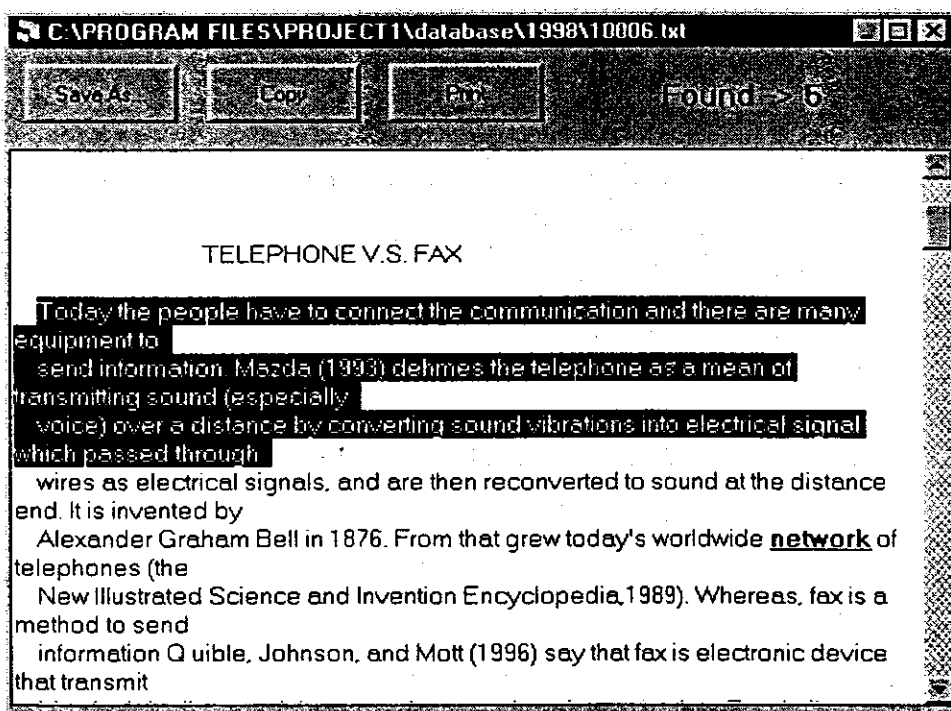 C:\PROGRAM FILES\PROJECT1\database\1998\10006.txt
Save As... Copy Print Found -> 6
TELEPHONE V.S. FAX
Today the people have to connect the communication and there are many
equipment to
send information. Mazda (1993) dehmes the telephone as a mean of
transmitting sound (especially
voice) over a distance by converting sound vibrations into electrical signal
which passed through
wires as electrical signals, and are then reconverted to sound at the distance
end. It is invented by
Alexander Graham Bell in 1876. From that grew today's worldwide network of
telephones (the
New Illustrated Science and Invention Encyclopedia,1989). Whereas, fax is a
method to send
information Q uible, Johnson, and Mott (1996) say that fax is electronic device
that transmit